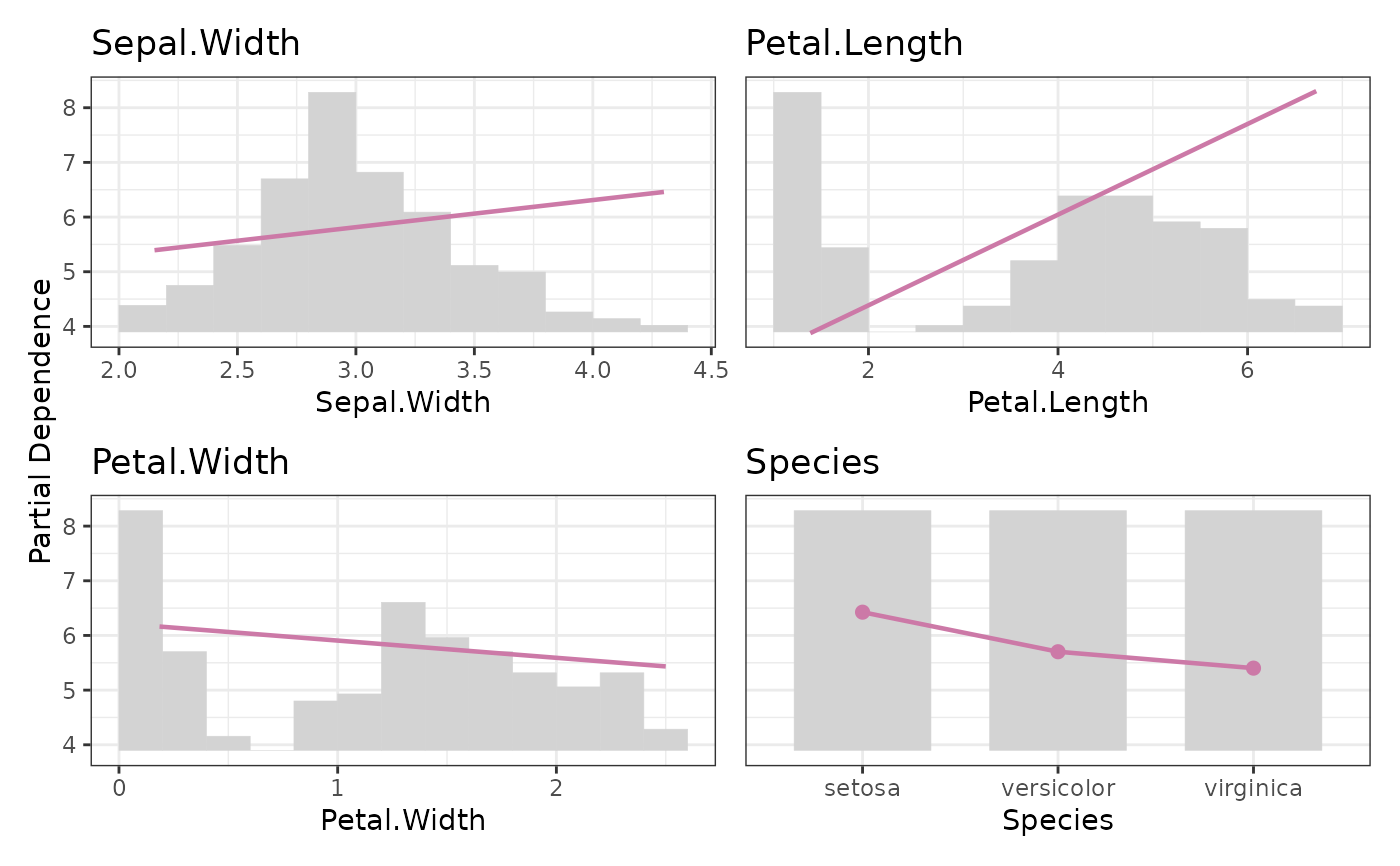 Sepal.Width
Petal.Length
8
7
6
5
4
2.0 2.5 3.0 3.5 4.0 4.5
Sepal.Width
2 4 6
Petal.Length
Partial Dependence
Petal.Width
Species
8
7
6
5
4
0 1 2
Petal.Width
setosa versicolor virginica
Species